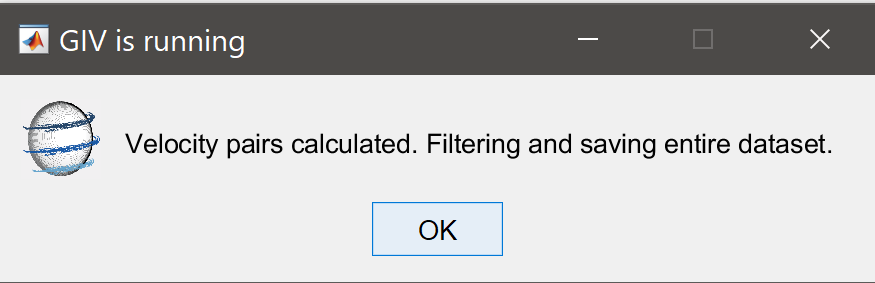 GIV is running
Velocity pairs calculated. Filtering and saving entire dataset.
OK